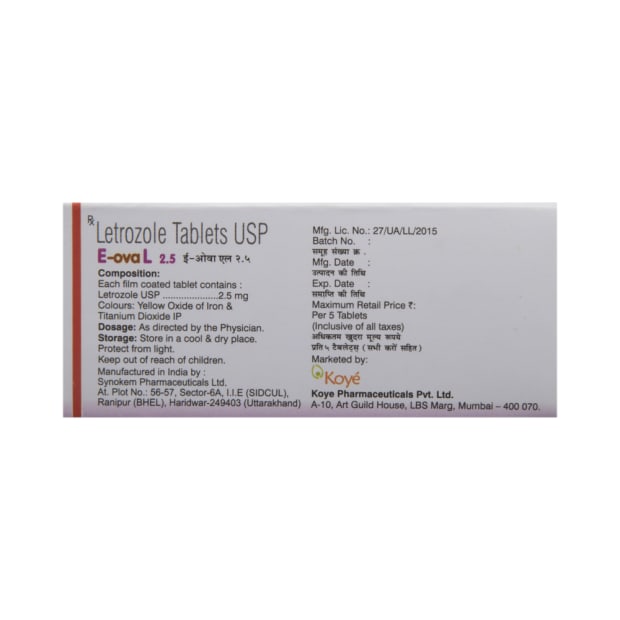 Rx Letrozole Tablets USP
E-ova L 2.5 ई-ओवा एल २.५
Composition:
Each film coated tablet contains :
Letrozole USP .....................2.5 mg
Colours: Yellow Oxide of Iron &
Titanium Dioxide IP
Dosage: As directed by the Physician.
Storage: Store in a cool & dry place.
Protect from light.
Keep out of reach of children.
Manufactured in India by :
Synokem Pharmaceuticals Ltd.
At. Plot No.: 56-57, Sector-6A, I.I.E (SIDCUL),
Ranipur (BHEL), Haridwar-249403 (Uttarakhand)
Mfg. Lic. No.: 27/UA/LL/2015
Batch No. :
समूह संख्या क्र.
Mfg. Date :
उत्पादन की तिथि
Exp. Date :
समाप्ति की तिथि
Maximum Retail Price ₹:
Per 5 Tablets
(Inclusive of all taxes)
अधिकतम खुदरा मूल्य रूपये
प्रति ५ टैबलेट्स (सभी करों सहित)
Marketed by:
Koyé
Koye Pharmaceuticals Pvt. Ltd.
A-10, Art Guild House, LBS Marg, Mumbai – 400 070.